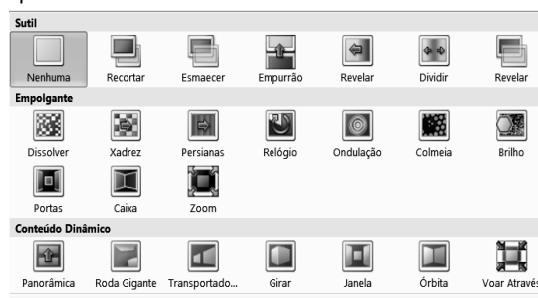 Sutil
Nenhuma Recortar Esmaecer Empurrão Revelar Dividir Revelar
Empolgante
Dissolver Xadrez Persianas Relógio Ondulação Colmeia Brilho
Portas Caixa Zoom
Conteúdo Dinâmico
Panorâmica Roda Gigante Transportado... Girar Janela Órbita Voar Através